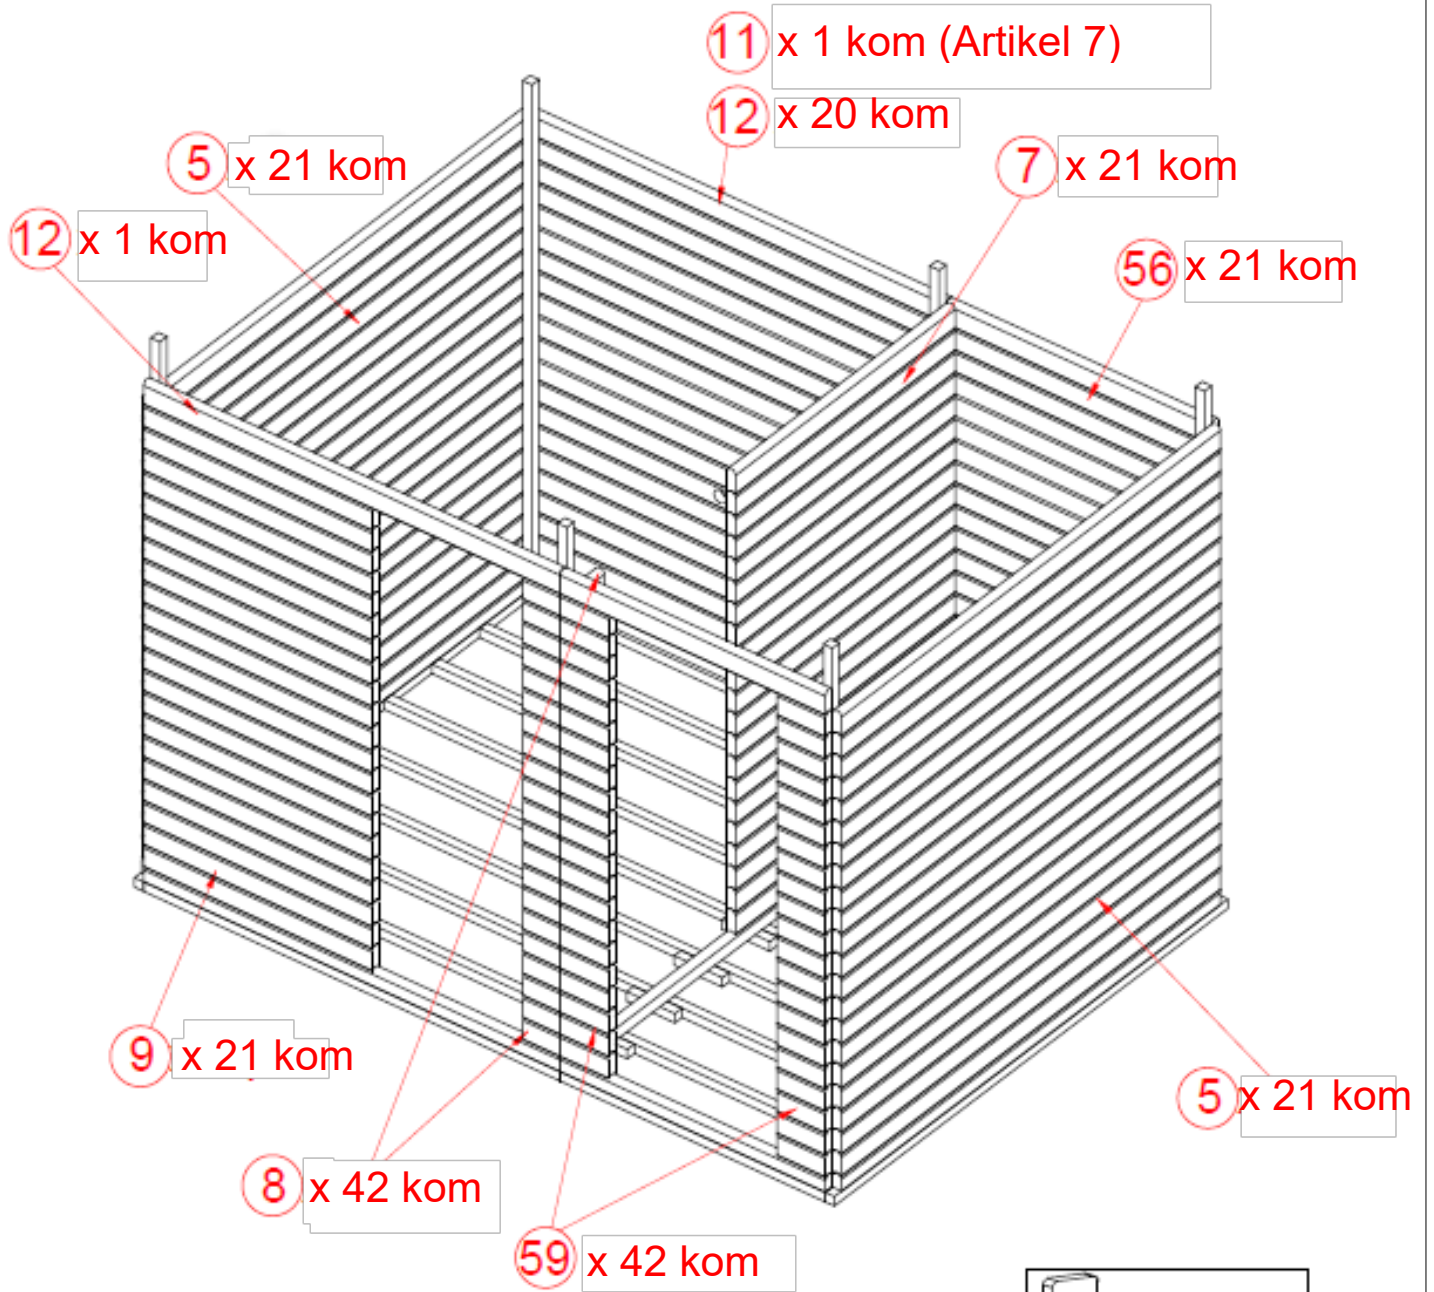 11 x 1 kom (Artikel 7)
12 x 20 kom
5 x 21 kom
7 x 21 kom
12 x 1 kom
56 x 21 kom
9 x 21 kom
5 x 21 kom
8 x 42 kom
59 x 42 kom